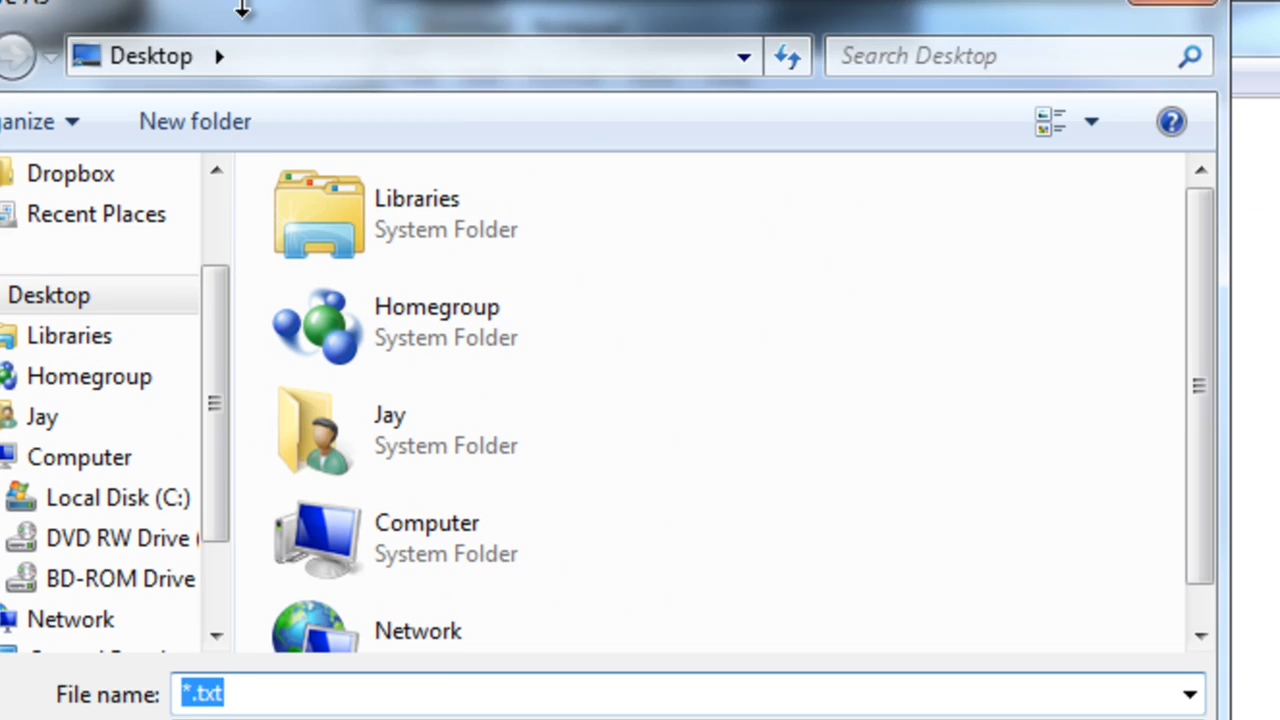 Desktop
Search Desktop
ganize
New folder
Dropbox
Recent Places
Desktop
Libraries
Homegroup
Jay
Computer
Local Disk (C:)
DVD RW Drive
BD-ROM Drive
Network
Libraries
System Folder
Homegroup
System Folder
Jay
System Folder
Computer
System Folder
Network
File name:
*.txt